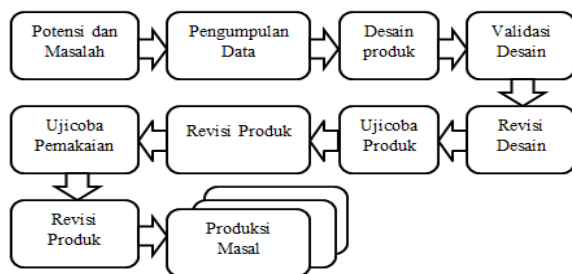 Potensi dan
Masalah
Pengumpulan
Data
Desain
produk
Validasi
Desain
Revisi
Desain
Ujicoba
Produk
Revisi Produk
Ujicoba
Pemakaian
Revisi
Produk
Produksi
Masal